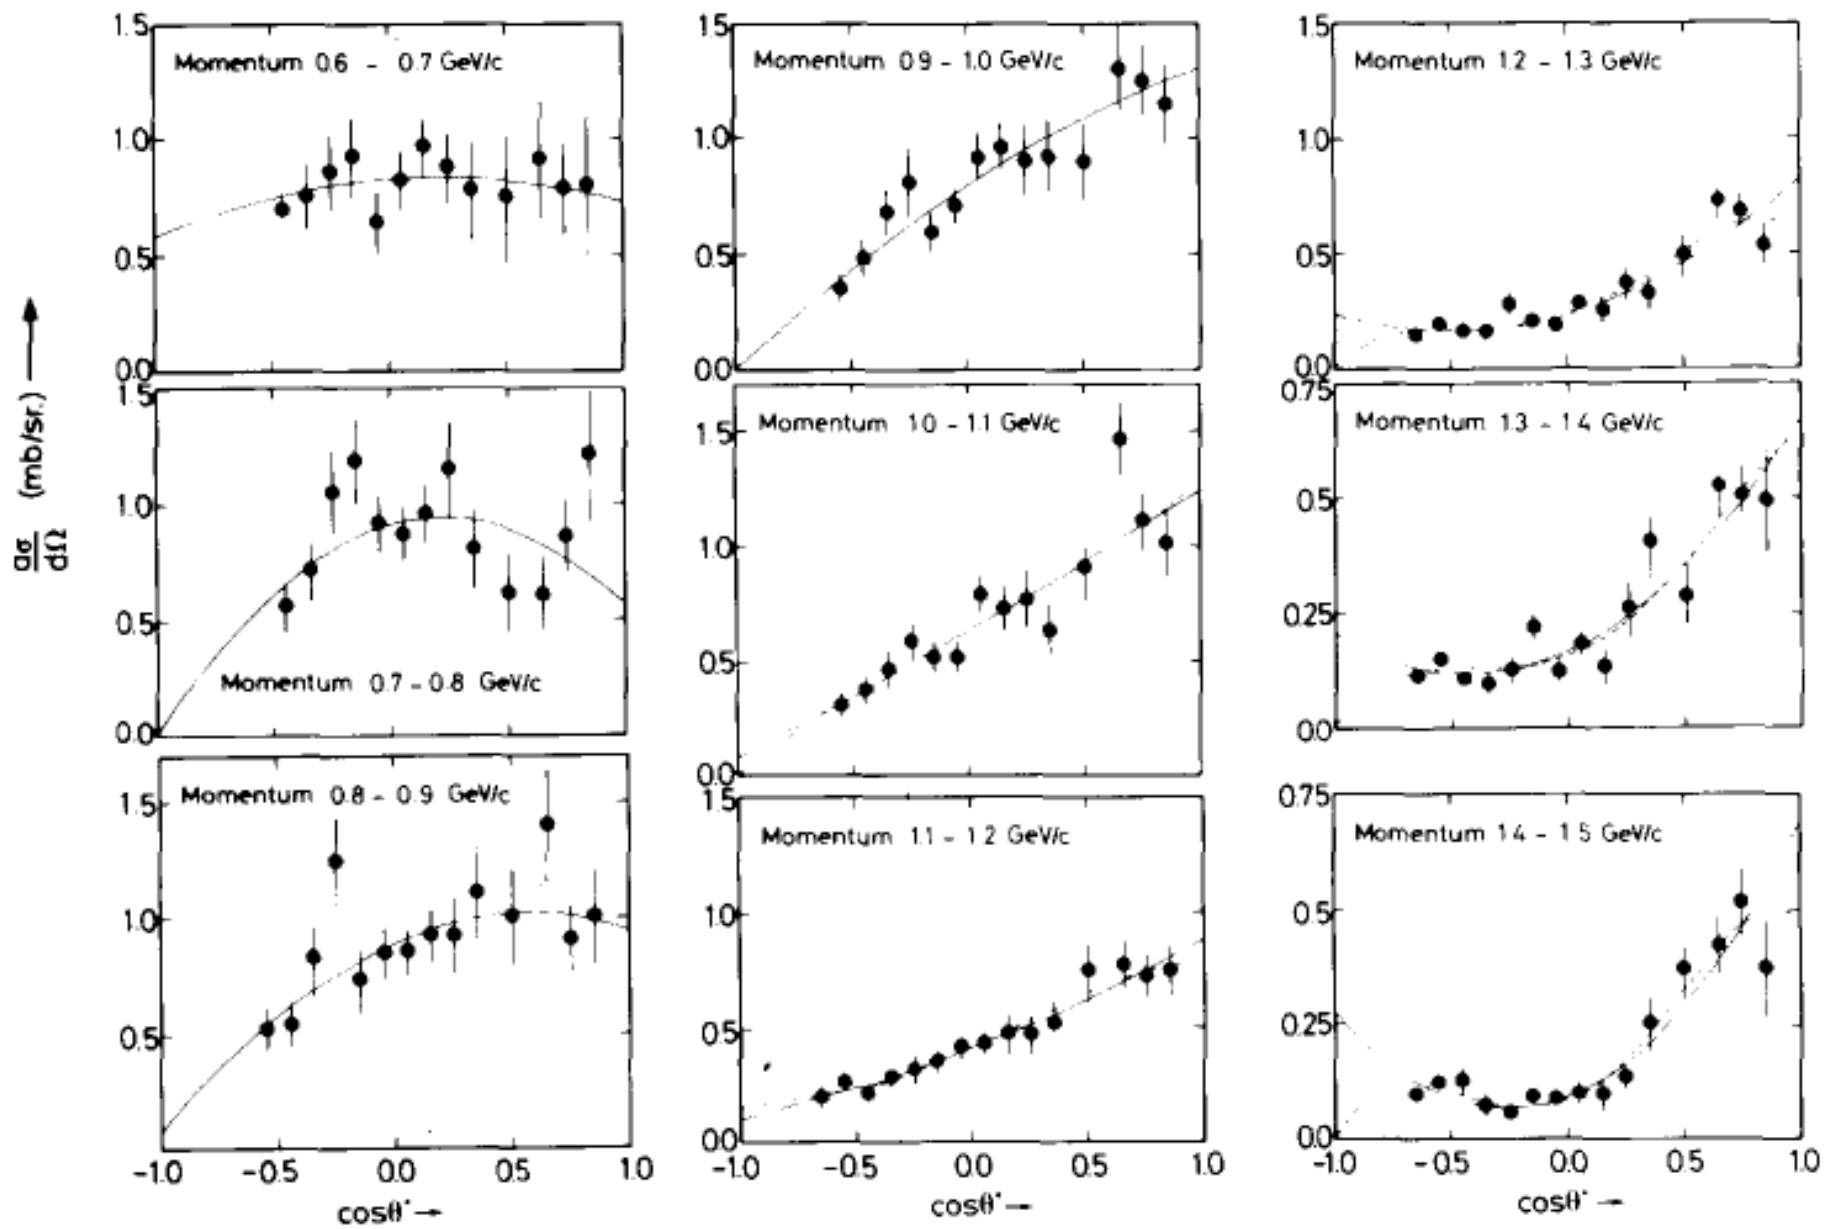 1.5
Momentum 0.6 - 0.7 GeV/c
1.0
0.5
0.0
1.5
1.0
0.5
Momentum 0.7 - 0.8 GeV/c
0.0
Momentum 0.8 - 0.9 GeV/c
1.5
1.0
0.5
-1.0 -0.5 0.0 0.5 1.0
cosθ* →
dσ/dΩ (mb/sr.) →
1.5
Momentum 0.9 - 1.0 GeV/c
1.0
0.5
0.0
Momentum 1.0 - 1.1 GeV/c
1.5
1.0
0.5
0.0
1.5
Momentum 1.1 - 1.2 GeV/c
1.0
0.5
0.0
-1.0 -0.5 0.0 0.5 1.0
cosθ* →
1.5
Momentum 1.2 - 1.3 GeV/c
1.0
0.5
0.0
0.75
Momentum 1.3 - 1.4 GeV/c
0.5
0.25
0.0
0.75
Momentum 1.4 - 1.5 GeV/c
0.5
0.25
0.0
-1.0 -0.5 0.0 0.5 1.0
cosθ* →